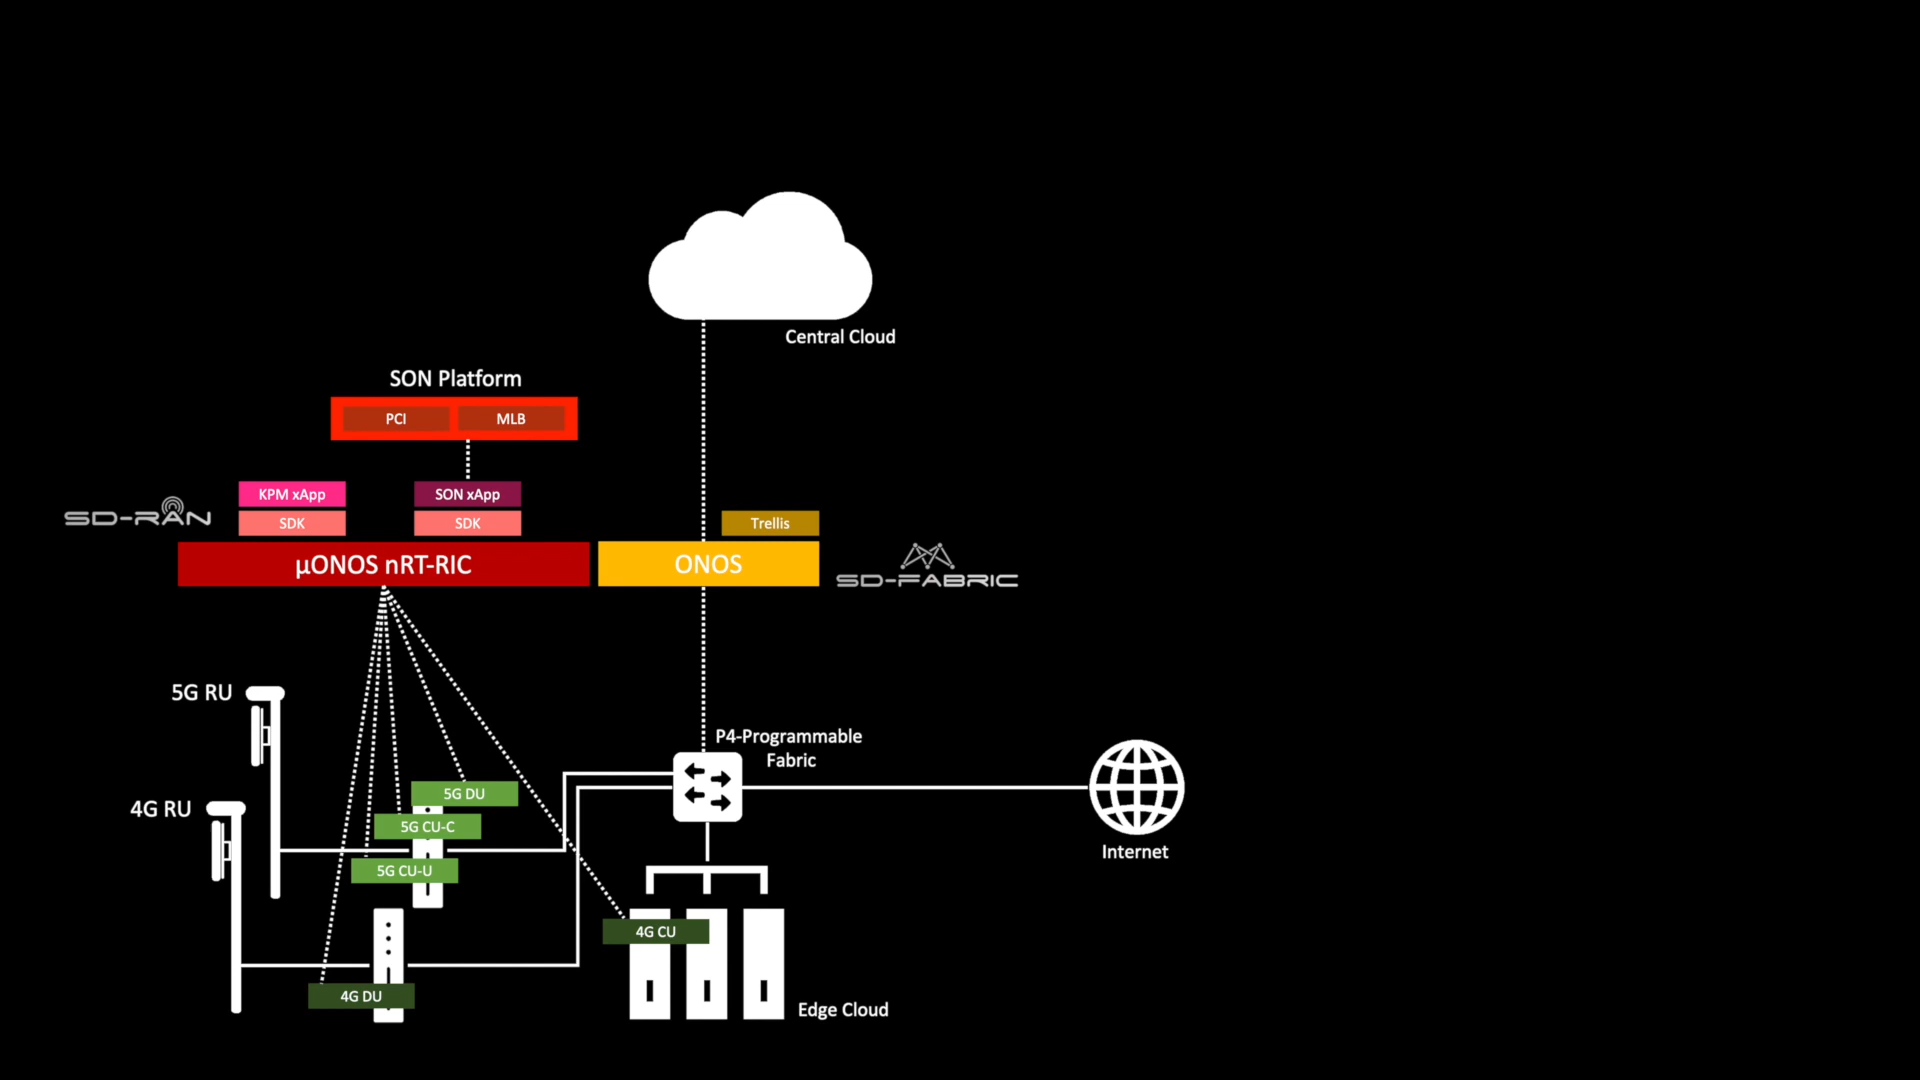 Central Cloud
SON Platform
PCI
MLB
KPM xApp
SON xApp
SD-RAN
SDK
SDK
Trellis
µONOS nRT-RIC
ONOS
SD-FABRIC
5G RU
P4-Programmable
Fabric
5G DU
4G RU
5G CU-C
Internet
5G CU-U
4G CU
4G DU
Edge Cloud